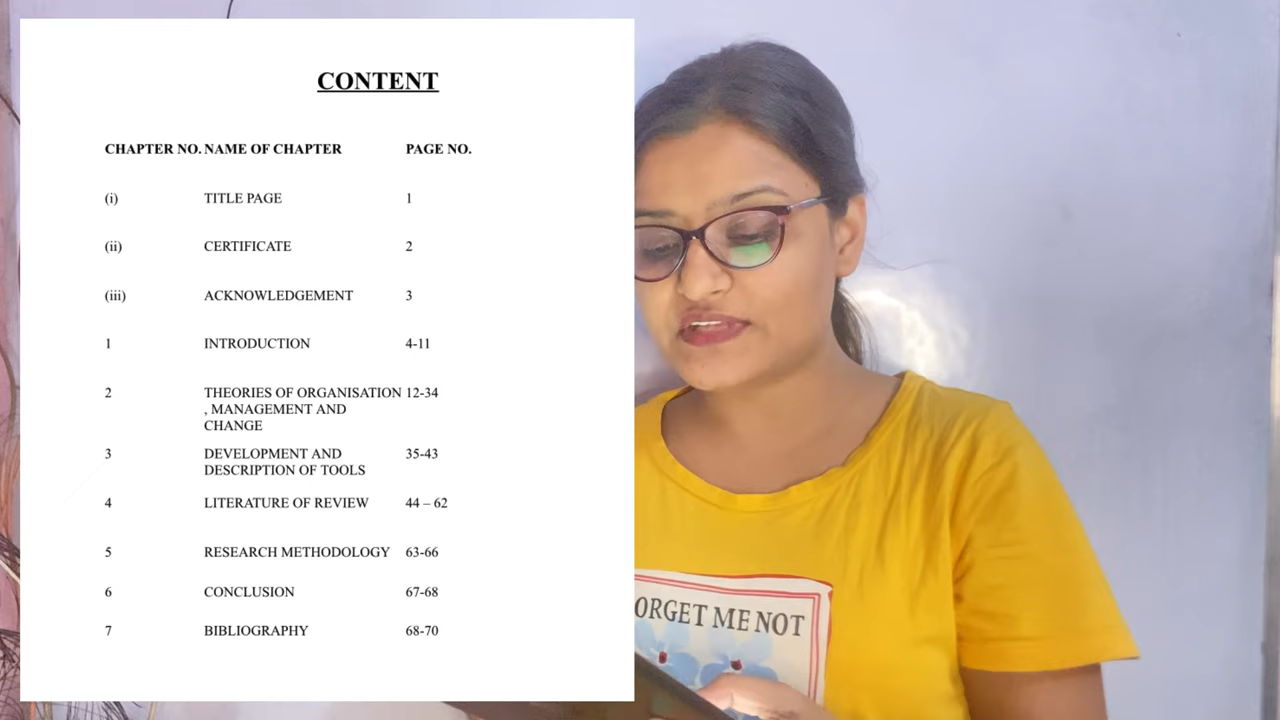 CONTENT
CHAPTER NO. NAME OF CHAPTER PAGE NO.
(i) TITLE PAGE 1
(ii) CERTIFICATE 2
(iii) ACKNOWLEDGEMENT 3
1 INTRODUCTION 4-11
2 THEORIES OF ORGANISATION 12-34
, MANAGEMENT AND
CHANGE
3 DEVELOPMENT AND 35-43
DESCRIPTION OF TOOLS
4 LITERATURE OF REVIEW 44 – 62
5 RESEARCH METHODOLOGY 63-66
6 CONCLUSION 67-68
7 BIBLIOGRAPHY 68-70
ORGET ME NOT